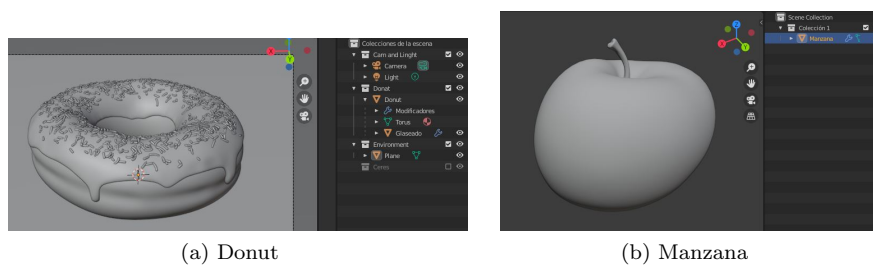 Colecciones de la escena
Cam and Linght
Camera
Light
Donat
Donut
Modificadores
Torus
Glaseado
Environment
Plane
Ceres
Y
(a) Donut
Scene Collection
Colección 1
Manzana
Z
X
Y
(b) Manzana